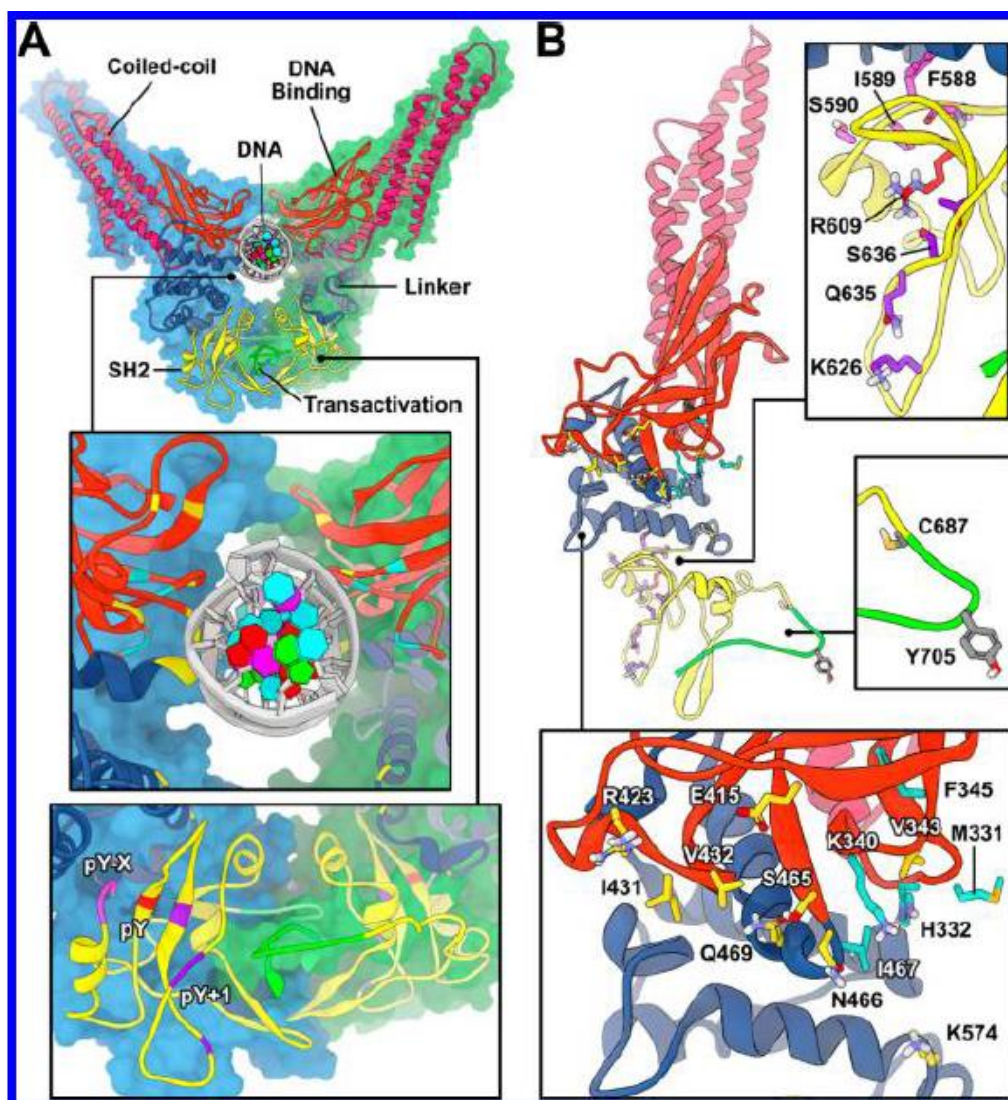 A
Coiled-coil
DNA
Binding
DNA
Linker
SH2
Transactivation
pY-X
pY
pY+1
B
I589
F588
S590
R609
S636
Q635
K626
C687
Y705
R423
E415
F345
V432
K340
V343
M331
I431
S465
H332
Q469
I467
N466
K574